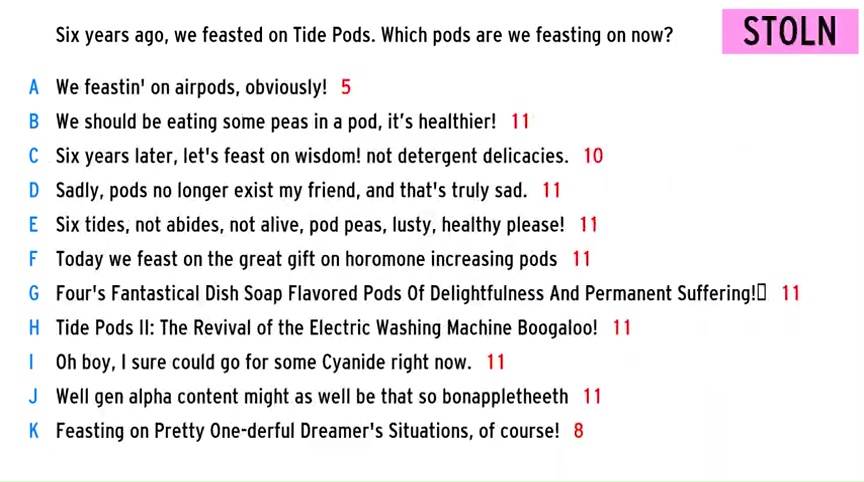 Six years ago, we feasted on Tide Pods. Which pods are we feasting on now?
STOLN
A We feastin' on airpods, obviously! 5
B We should be eating some peas in a pod, it’s healthier! 11
C Six years later, let's feast on wisdom! not detergent delicacies. 10
D Sadly, pods no longer exist my friend, and that's truly sad. 11
E Six tides, not abides, not alive, pod peas, lusty, healthy please! 11
F Today we feast on the great gift on horomone increasing pods 11
G Four's Fantastical Dish Soap Flavored Pods Of Delightfulness And Permanent Suffering!▯ 11
H Tide Pods II: The Revival of the Electric Washing Machine Boogaloo! 11
I Oh boy, I sure could go for some Cyanide right now. 11
J Well gen alpha content might as well be that so bonappletheeth 11
K Feasting on Pretty One-derful Dreamer's Situations, of course! 8